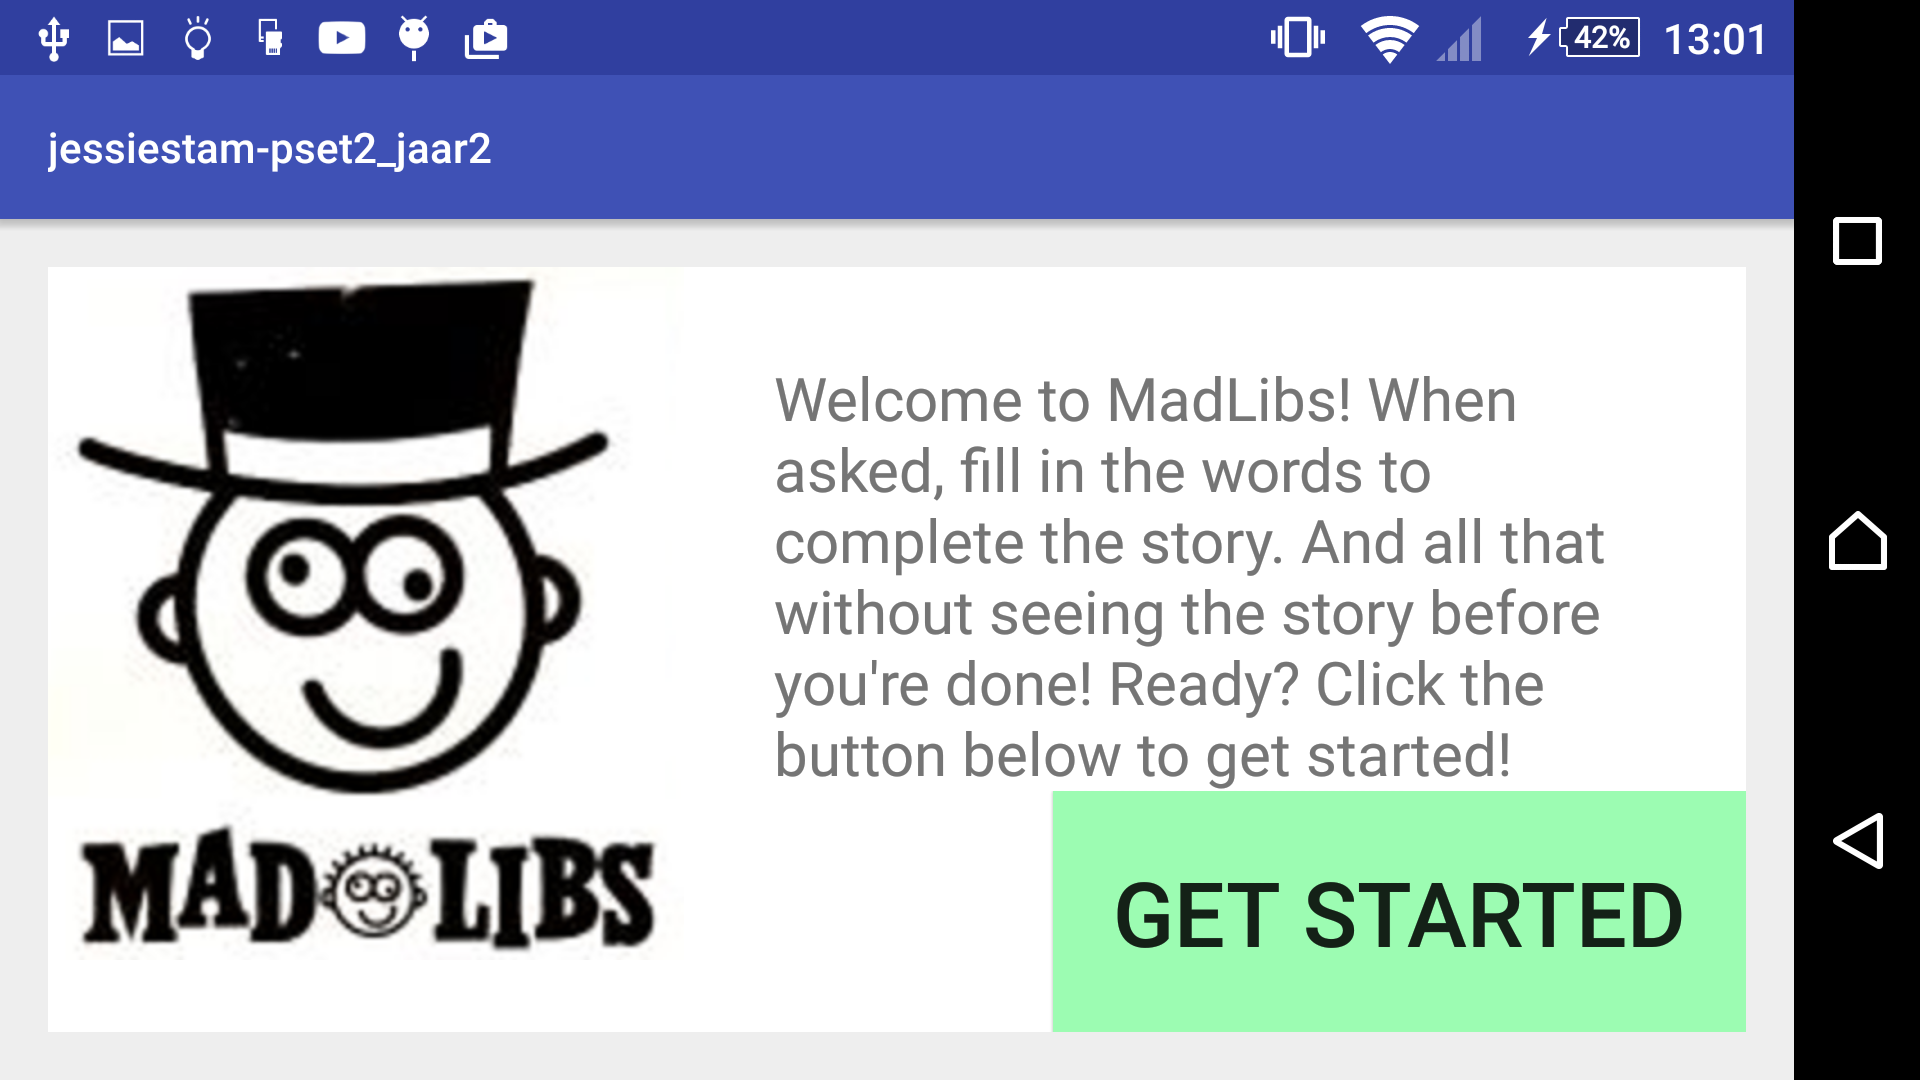 42% 13:01
jessiestam-pset2_jaar2
Welcome to MadLibs! When
asked, fill in the words to
complete the story. And all that
without seeing the story before
you're done! Ready? Click the
button below to get started!
MAD LIBS
GET STARTED